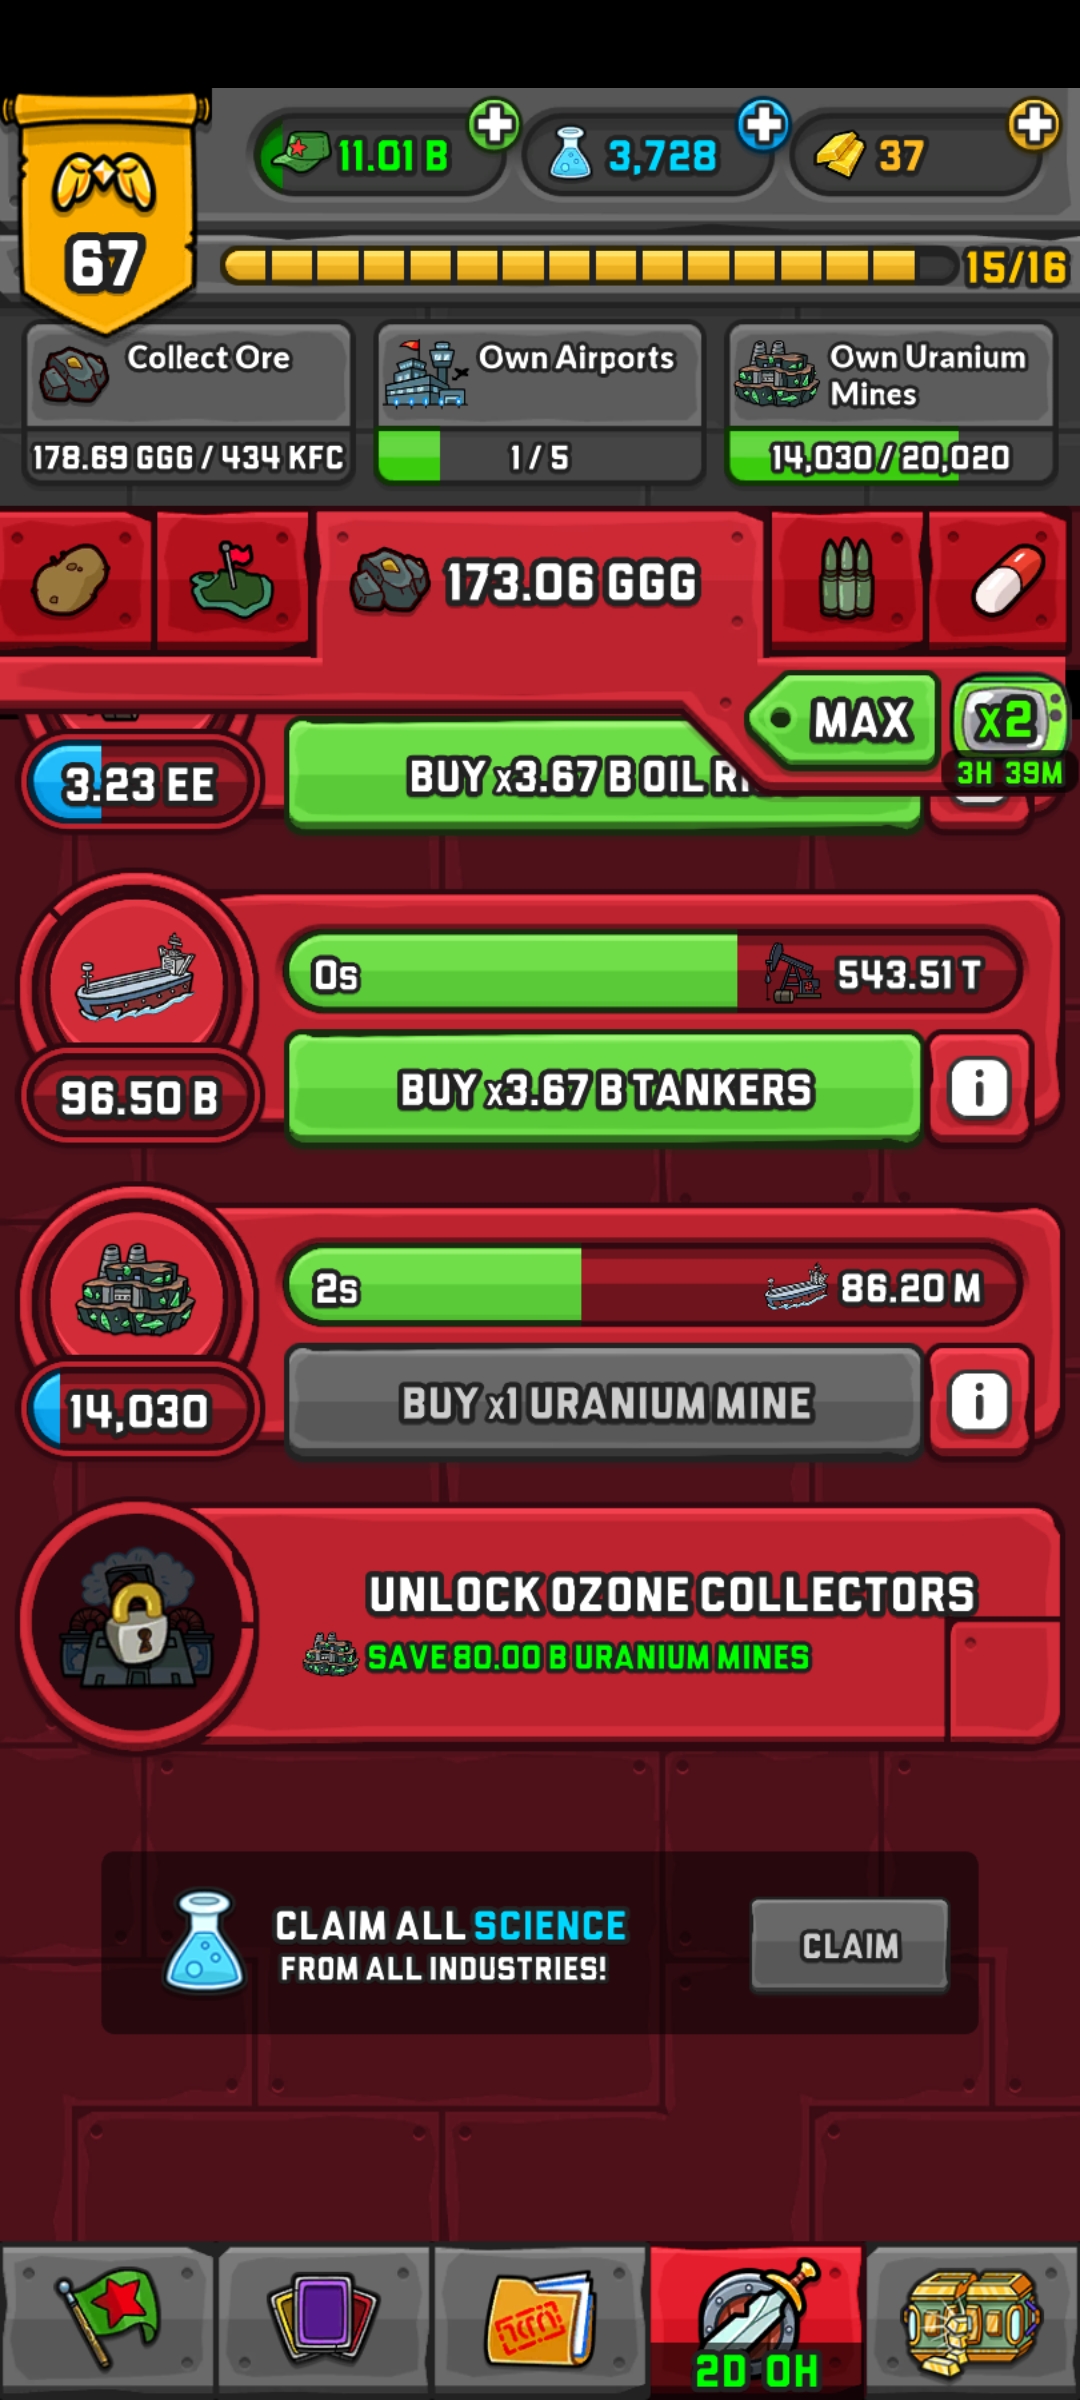 11.01 B
3,728
37
67
15/16
Collect Ore
Own Airports
Own Uranium
Mines
178.69 GGG / 434 KFC
1 / 5
14,030 / 20,020
173.06 GGG
MAX
x2
3H 39M
3.23 EE
BUY x3.67 B OIL
0s
543.51 T
96.50 B
BUY x3.67 B TANKERS
i
2s
86.20 M
14,030
BUY x1 URANIUM MINE
i
UNLOCK OZONE COLLECTORS
SAVE 80.00 B URANIUM MINES
CLAIM ALL SCIENCE
FROM ALL INDUSTRIES!
CLAIM
2D 0H